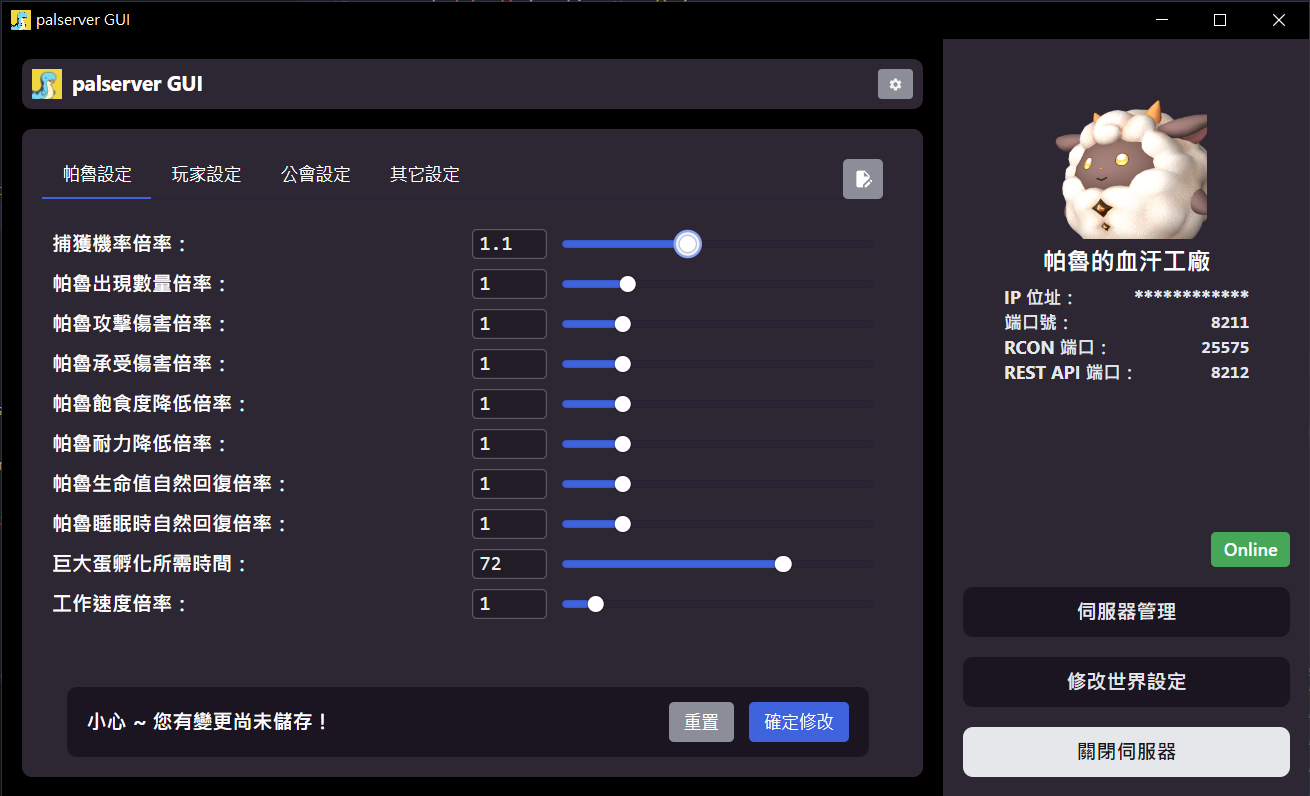 palserver GUI
palserver GUI
帕魯設定 玩家設定 公會設定 其它設定
捕獲機率倍率： 1.1
帕魯出現數量倍率： 1
帕魯攻擊傷害倍率： 1
帕魯承受傷害倍率： 1
帕魯飽食度降低倍率： 1
帕魯耐力降低倍率： 1
帕魯生命值自然回復倍率： 1
帕魯睡眠時自然回復倍率： 1
巨大蛋孵化所需時間： 72
工作速度倍率： 1
小心 ~ 您有變更尚未儲存！ 重置 確定修改
帕魯的血汗工廠
IP 位址： ************
端口號： 8211
RCON 端口： 25575
REST API 端口： 8212
Online
伺服器管理
修改世界設定
關閉伺服器